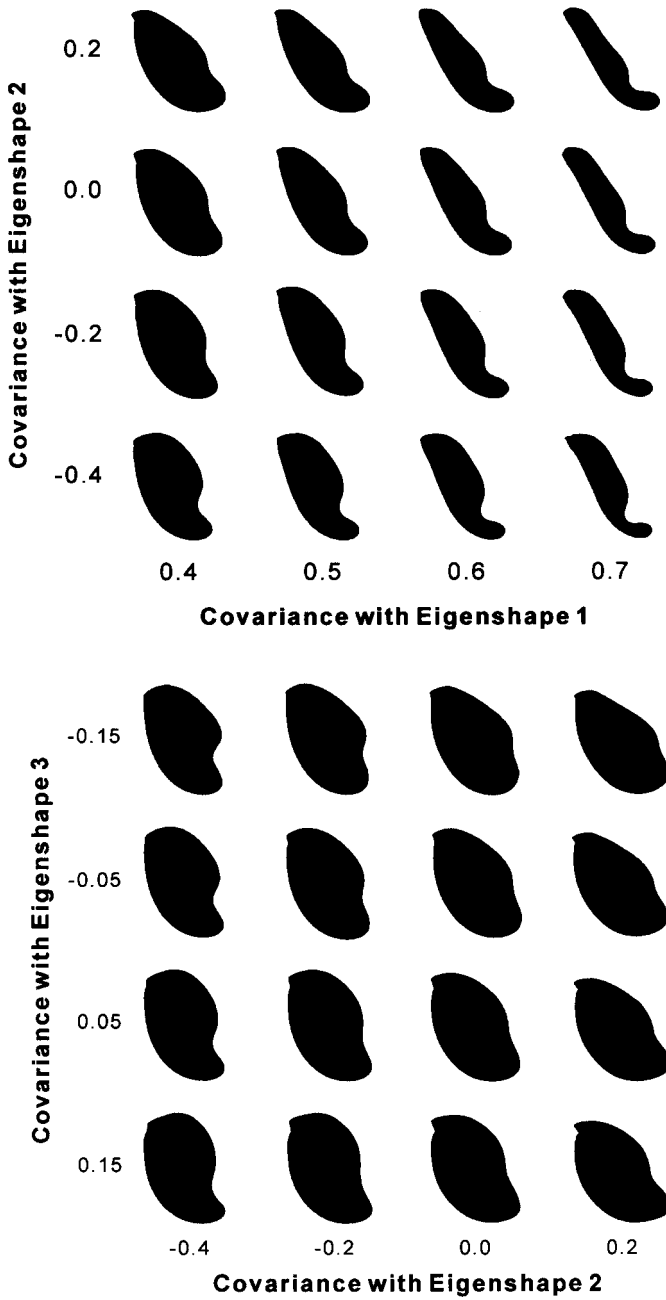 Covariance with Eigenshape 2
0.2
0.0
-0.2
-0.4
0.4 0.5 0.6 0.7
Covariance with Eigenshape 1
Covariance with Eigenshape 3
-0.15
-0.05
0.05
0.15
-0.4 -0.2 0.0 0.2
Covariance with Eigenshape 2